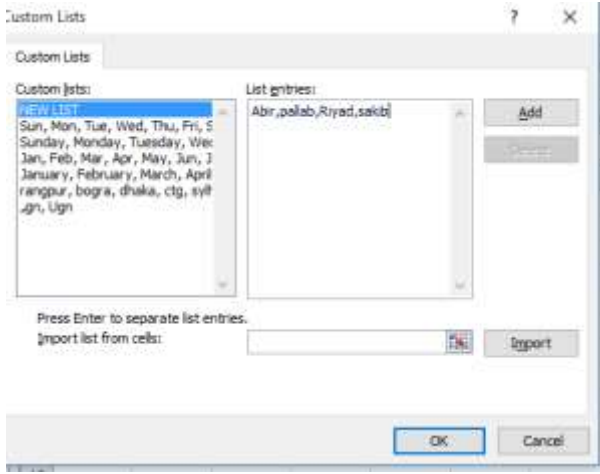 Custom Lists
Custom Lists
Custom lists:
NEW LIST
Sun, Mon, Tue, Wed, Thu, Fri, S
Sunday, Monday, Tuesday, Wed
Jan, Feb, Mar, Apr, May, Jun, J
January, February, March, April
rangpur, bogra, dhaka, ctg, sylh
Ugn
List entries:
Abir,pallab,Riyad,sakib
Add
Press Enter to separate list entries.
Import list from cells:
Import
OK
Cancel